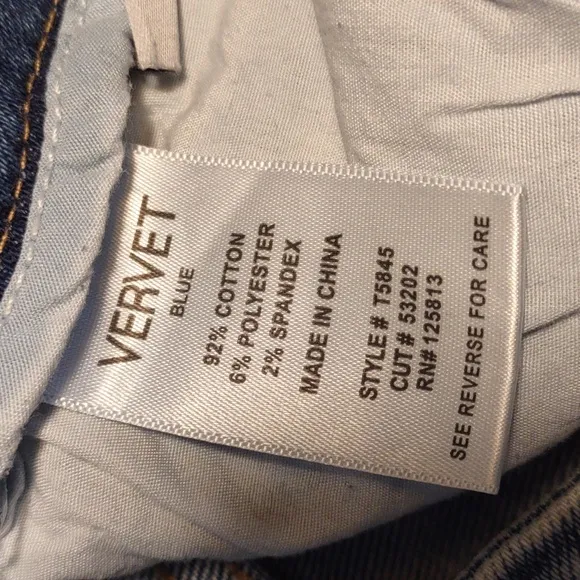 VERVET
BLUE
92% COTTON
6% POLYESTER
2% SPANDEX
MADE IN CHINA
STYLE # T5845
CUT # 53202
RN# 125813
SEE REVERSE FOR CARE